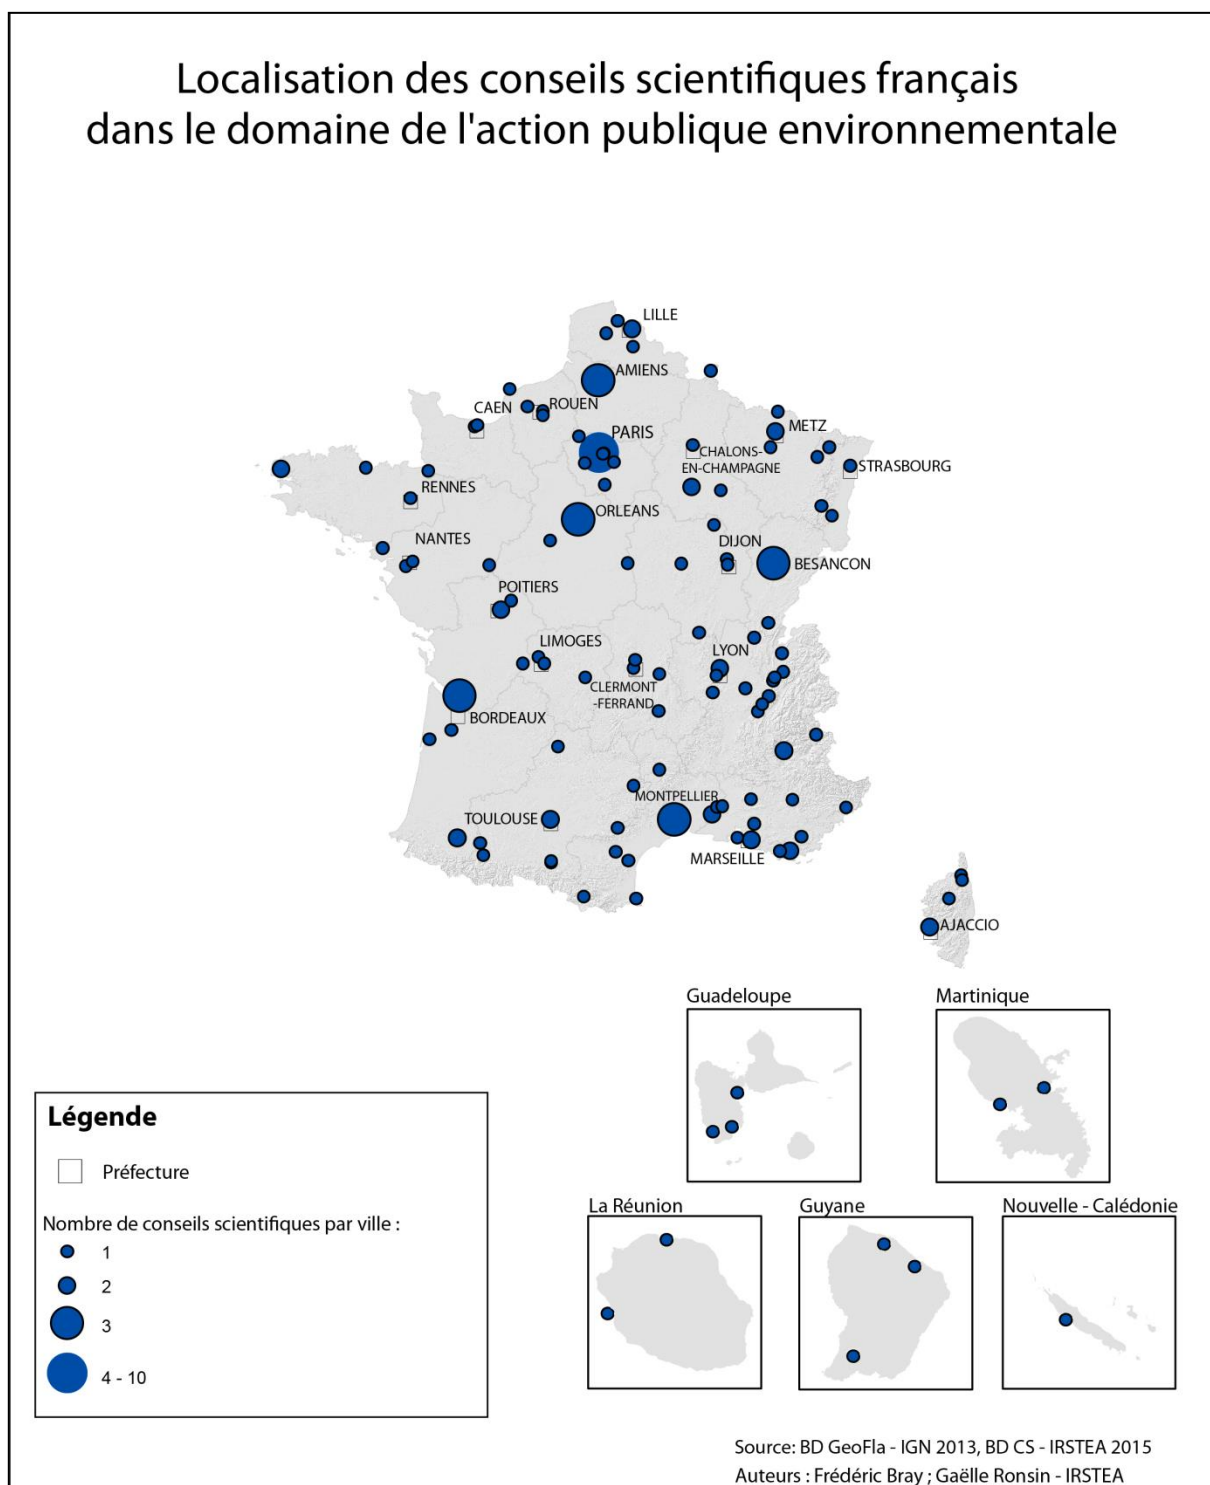 Localisation des conseils scientifiques français
dans le domaine de l'action publique environnementale
LILLE
AMIENS
ROUEN
CAEN
PARIS
METZ
CHALONS-
EN-CHAMPAGNE
STRASBOURG
RENNES
ORLEANS
NANTES
DIJON
BESANCON
POITIERS
LIMOGES
LYON
CLERMONT
-FERRAND
BORDEAUX
MONTPELLIER
TOULOUSE
MARSEILLE
AJACCIO
Guadeloupe
Martinique
Légende
Préfecture
Nombre de conseils scientifiques par ville :
1
2
3
4 - 10
La Réunion
Guyane
Nouvelle - Calédonie
Source: BD GeoFla - IGN 2013, BD CS - IRSTEA 2015
Auteurs : Frédéric Bray ; Gaëlle Ronsin - IRSTEA